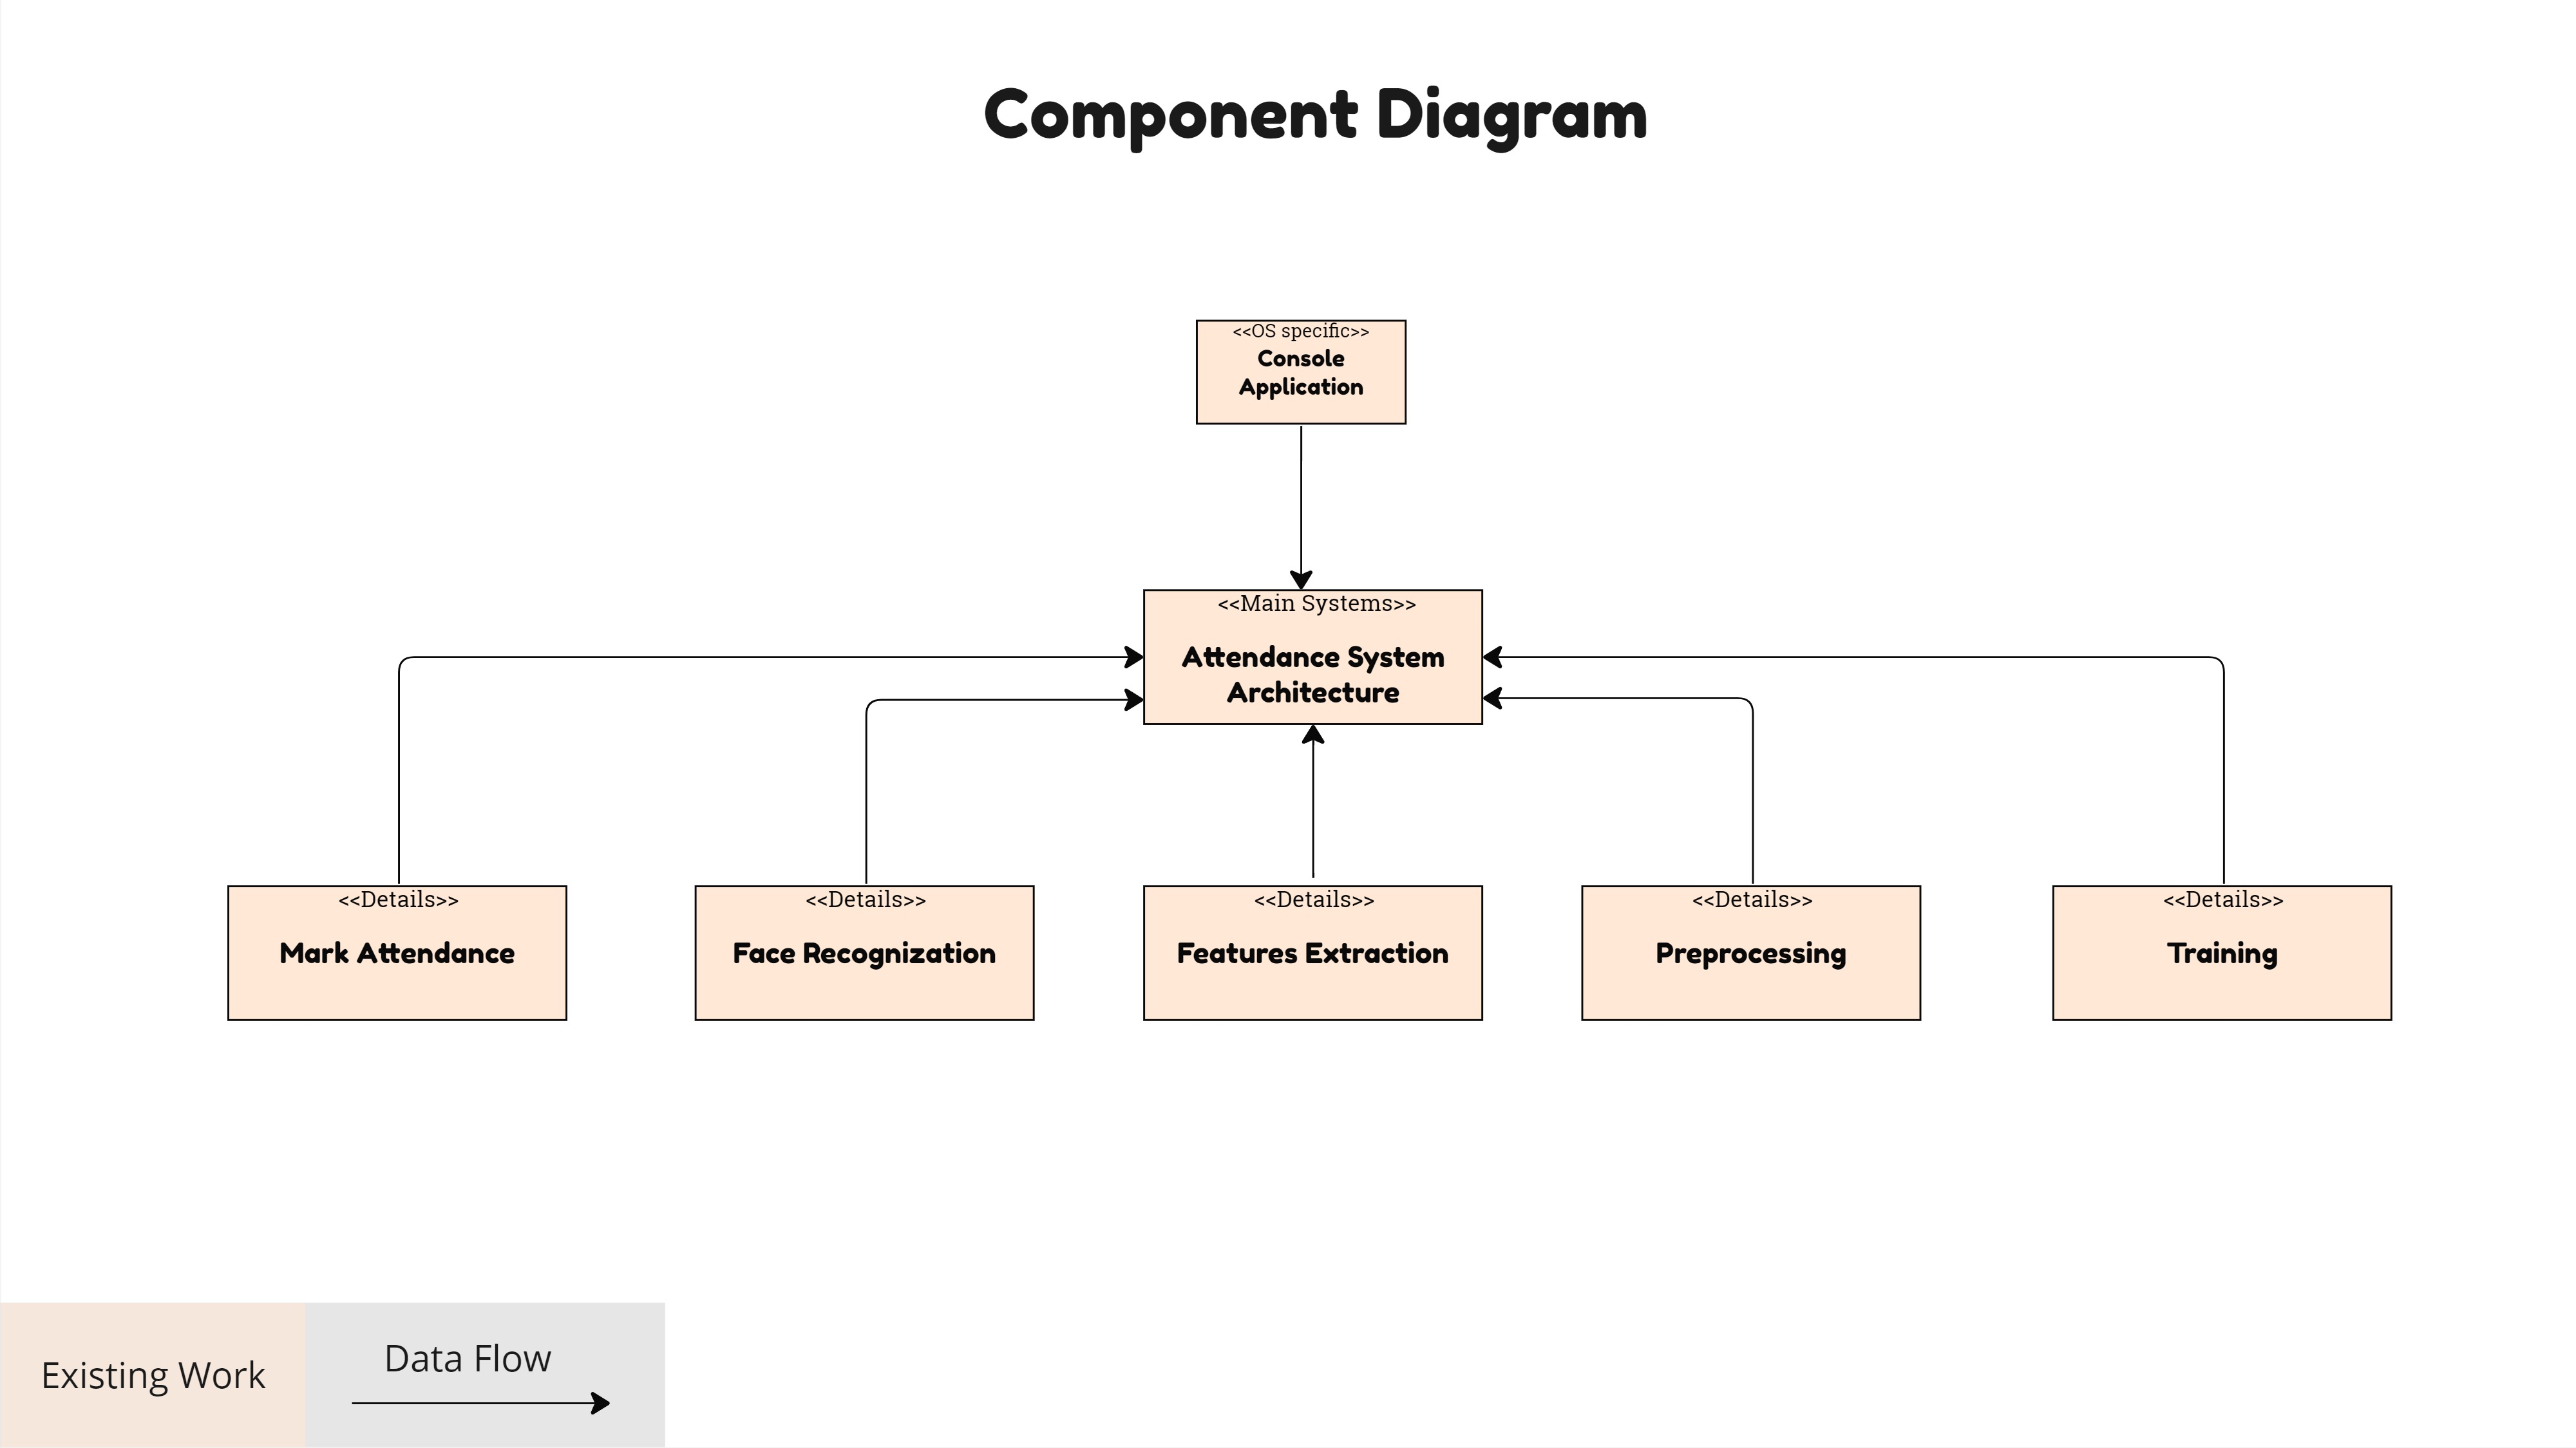 Component Diagram
<<OS specific>>
Console
Application
<<Main Systems>>
Attendance System
Architecture
<<Details>>
Mark Attendance
<<Details>>
Face Recognization
<<Details>>
Features Extraction
<<Details>>
Preprocessing
<<Details>>
Training
Existing Work
Data Flow